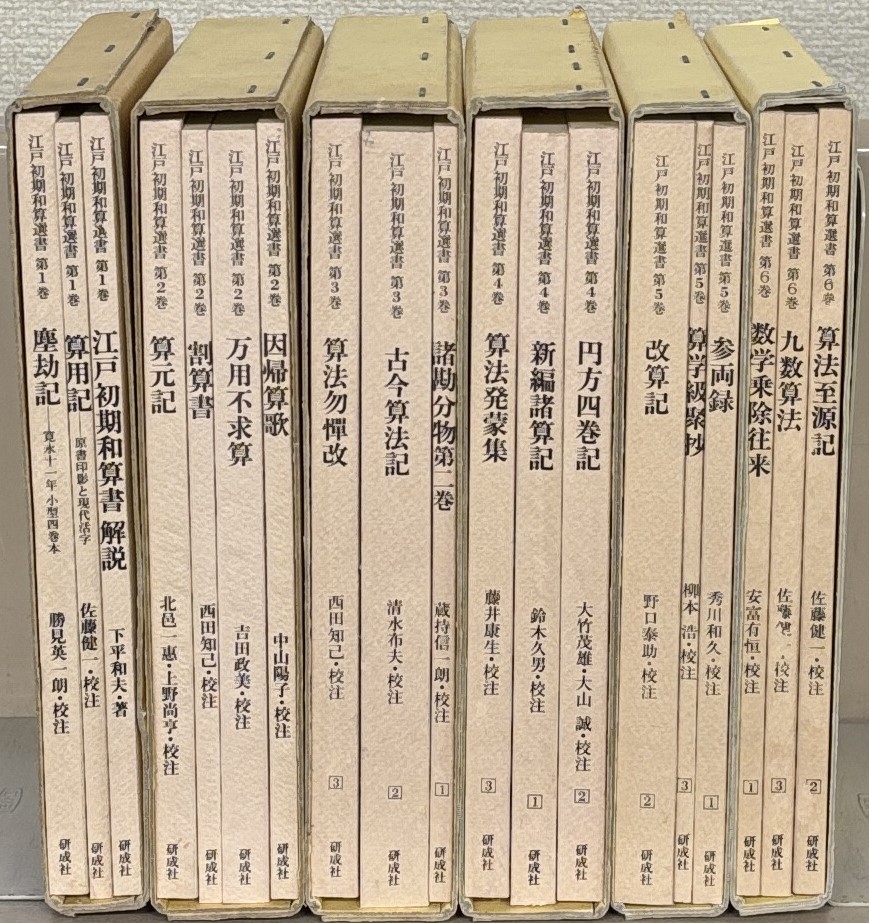 江戸初期和算選書 第1巻 塵劫記 寛永十一年 小型四巻本 勝見英一朗・校注 研成社
江戸初期和算選書 第1巻 算用記 原書印影と現代活字 佐藤健一・校注 研成社
江戸初期和算選書 第1巻 江戸初期和算書 解説 下平和夫・著 研成社
江戸初期和算選書 第2巻 算元記 北邑一恵・上野尚亨・校注 研成社
江戸初期和算選書 第2巻 割算書 西田知己・校注 研成社
江戸初期和算選書 第2巻 万用不求算 吉田政美・校注 研成社
江戸初期和算選書 第2巻 因帰算歌 中山陽子・校注 研成社
江戸初期和算選書 第3巻 算法勿憚改 西田知己・校注 3 研成社
江戸初期和算選書 第3巻 古今算法記 清水布夫・校注 2 研成社
江戸初期和算選書 第3巻 諸勘分物第二巻 蔵持信一朗・校注 1 研成社
江戸初期和算選書 第4巻 算法発蒙集 藤井康生・校注 3 研成社
江戸初期和算選書 第4巻 新編諸算記 鈴木久男・校注 1 研成社
江戸初期和算選書 第4巻 円方四巻記 大竹茂雄・大山 誠・校注 2 研成社
江戸初期和算選書 第5巻 改算記 野口泰助・校注 2 研成社
江戸初期和算選書 第5巻 算学級聚抄 柳本 浩・校注 3 研成社
江戸初期和算選書 第5巻 参両録 秀川和久・校注 1 研成社
江戸初期和算選書 第6巻 数学乗除往来 安富有恒・校注 1 研成社
江戸初期和算選書 第6巻 九数算法 佐藤健一・校注 3 研成社
江戸初期和算選書 第6巻 算法至源記 佐藤健一・校注 2 研成社